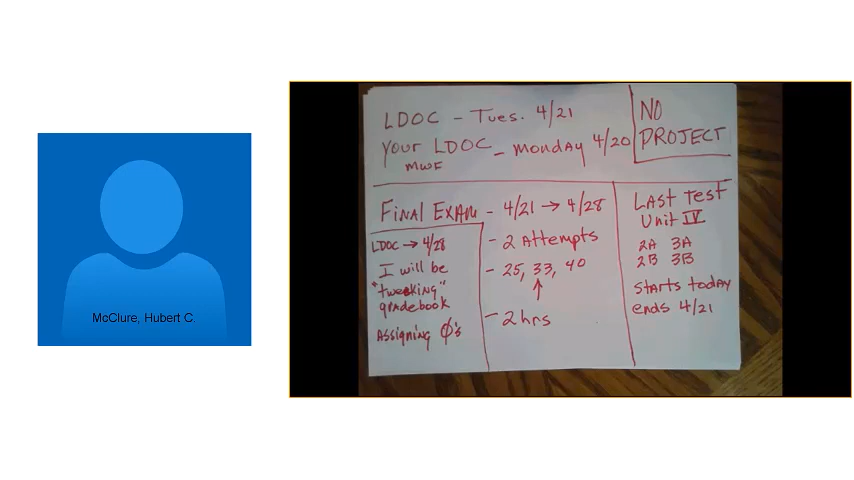 McClure, Hubert C.
LDOC - Tues. 4/21
Your LDOC - Monday 4/20
MWF
NO
PROJECT
Final Exam - 4/21 → 4/28
LDOC → 4/28
I will be
"tweaking"
gradebook
Assigning Ø's
- 2 Attempts
- 25, 33, 40
↑
- 2 hrs
Last Test
Unit IV
2A 3A
2B 3B
starts today
ends 4/21